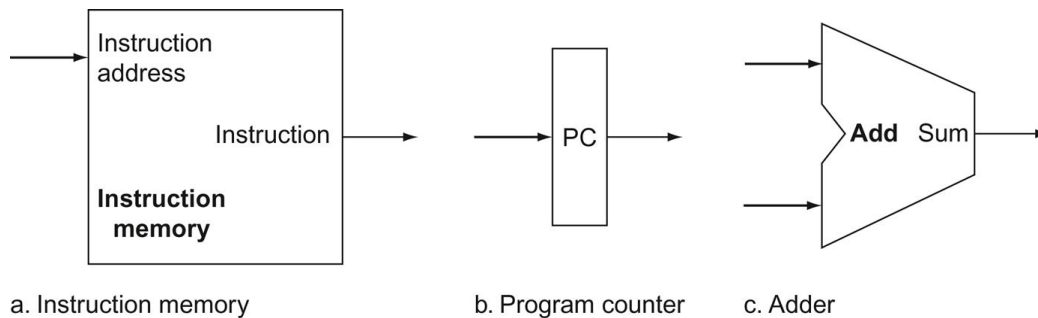 Instruction
address
Instruction
Instruction
memory
PC
Add Sum
a. Instruction memory
b. Program counter
c. Adder